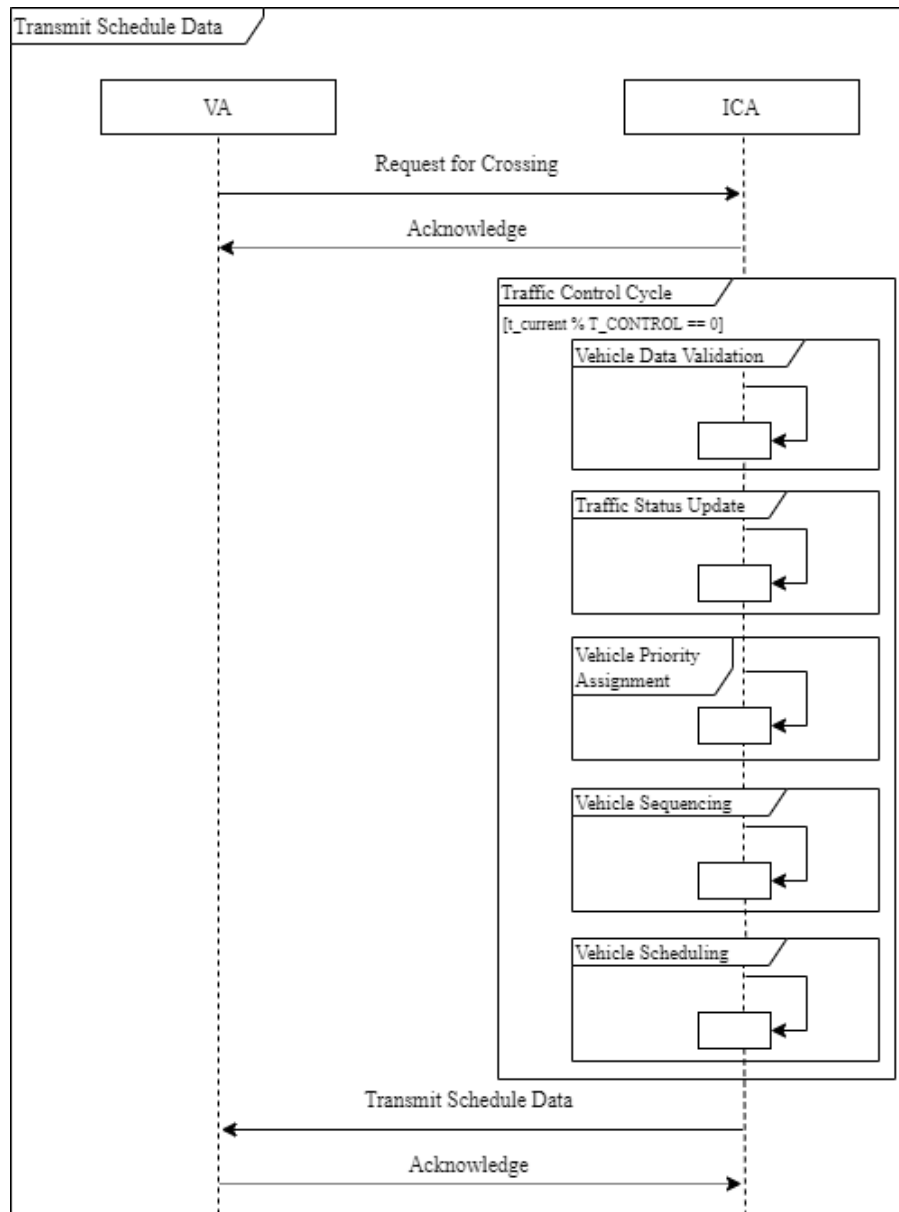 Transmit Schedule Data
VA
ICA
Request for Crossing
Acknowledge
Traffic Control Cycle
[t_current % T_CONTROL == 0]
Vehicle Data Validation
Traffic Status Update
Vehicle Priority
Assignment
Vehicle Sequencing
Vehicle Scheduling
Transmit Schedule Data
Acknowledge